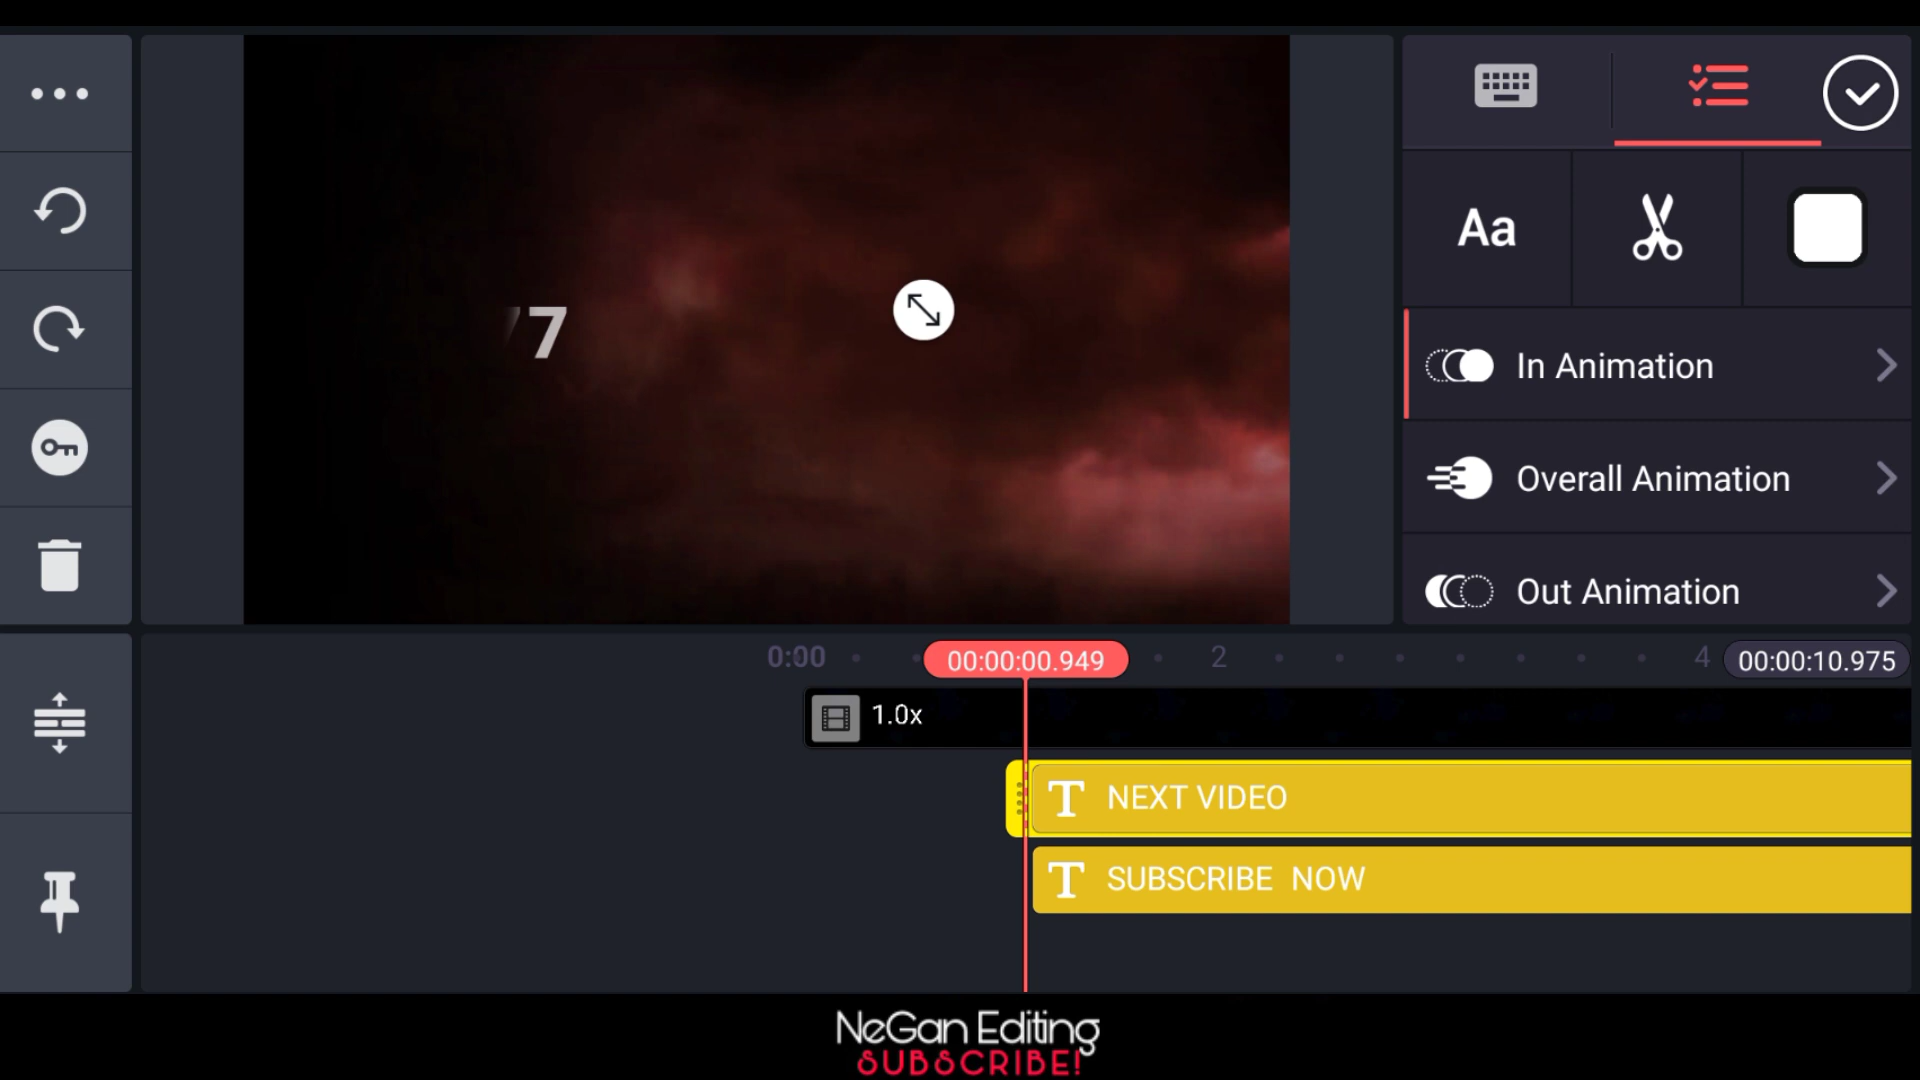 Aa
In Animation
Overall Animation
Out Animation
7
0:00
00:00:00.949
2
4
00:00:10.975
1.0x
T NEXT VIDEO
T SUBSCRIBE NOW
NeGan Editing
SUBSCRIBE!